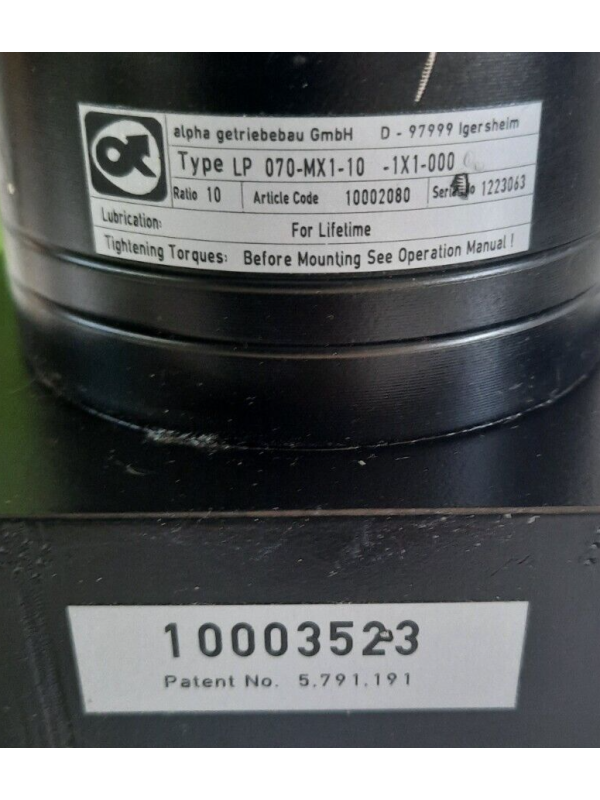 alpha getriebebau GmbH D - 97999 Igersheim
Type LP 070-MX1-10 -1X1-000
Ratio 10 Article Code 10002080 1223063
Lubrication: For Lifetime
Tightening Torques: Before Mounting See Operation Manual !
10003523
Patent No. 5,791,191